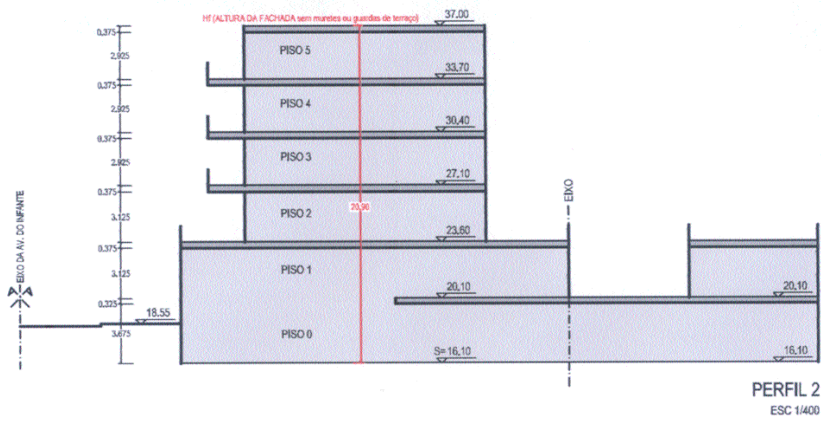 Hf (ALTURA DA FACHADA sem muretes ou guardas de terraço)
37.00
0.375
PISO 5
2.925
33.70
0.375
PISO 4
2.925
30.40
0.375
PISO 3
2.925
27.10
0.375
PISO 2
20.90
3.125
23.60
0.375
PISO 1
3.125
20.10
20.10
0.375
18.55
PISO 0
3.675
S= 16.10
16.10
EIXO DA AV. DO INFANTE
EIXO
PERFIL 2
ESC 1/400